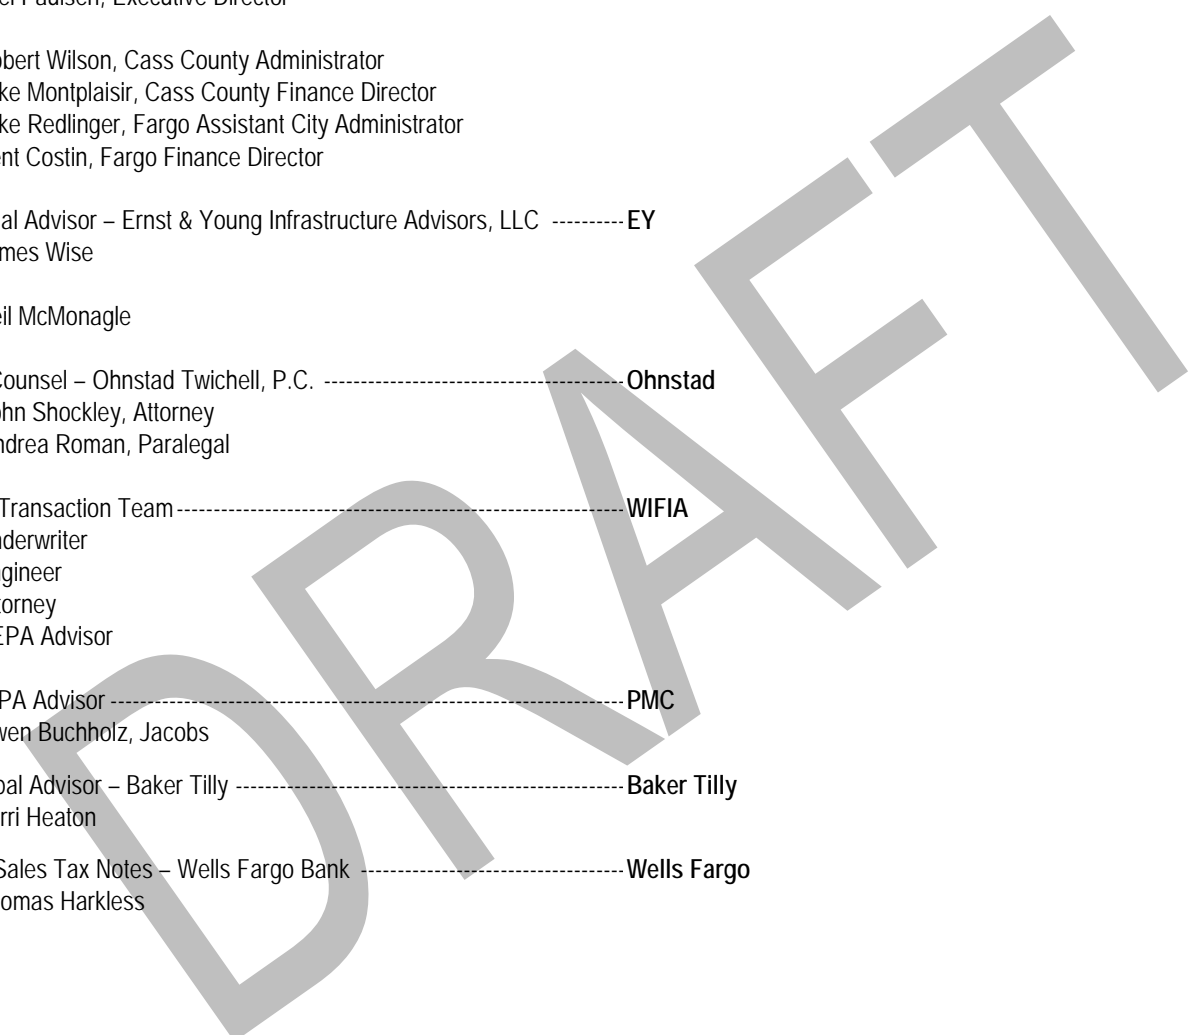 el Paulsen, Executive Director
obert Wilson, Cass County Administrator
ke Montplaisir, Cass County Finance Director
ke Redlinger, Fargo Assistant City Administrator
ent Costin, Fargo Finance Director
al Advisor – Ernst & Young Infrastructure Advisors, LLC ---------- EY
mes Wise
eil McMonagle
Counsel – Ohnstad Twichell, P.C. ---------------------------------------- Ohnstad
ohn Shockley, Attorney
ndrea Roman, Paralegal
Transaction Team ------------------------------------------------------------ WIFIA
nderwriter
ngineer
torney
EPA Advisor
PA Advisor --------------------------------------------------------------------- PMC
wen Buchholz, Jacobs
pal Advisor – Baker Tilly ---------------------------------------------------- Baker Tilly
rri Heaton
Sales Tax Notes – Wells Fargo Bank ----------------------------------- Wells Fargo
omas Harkless
DRAFT